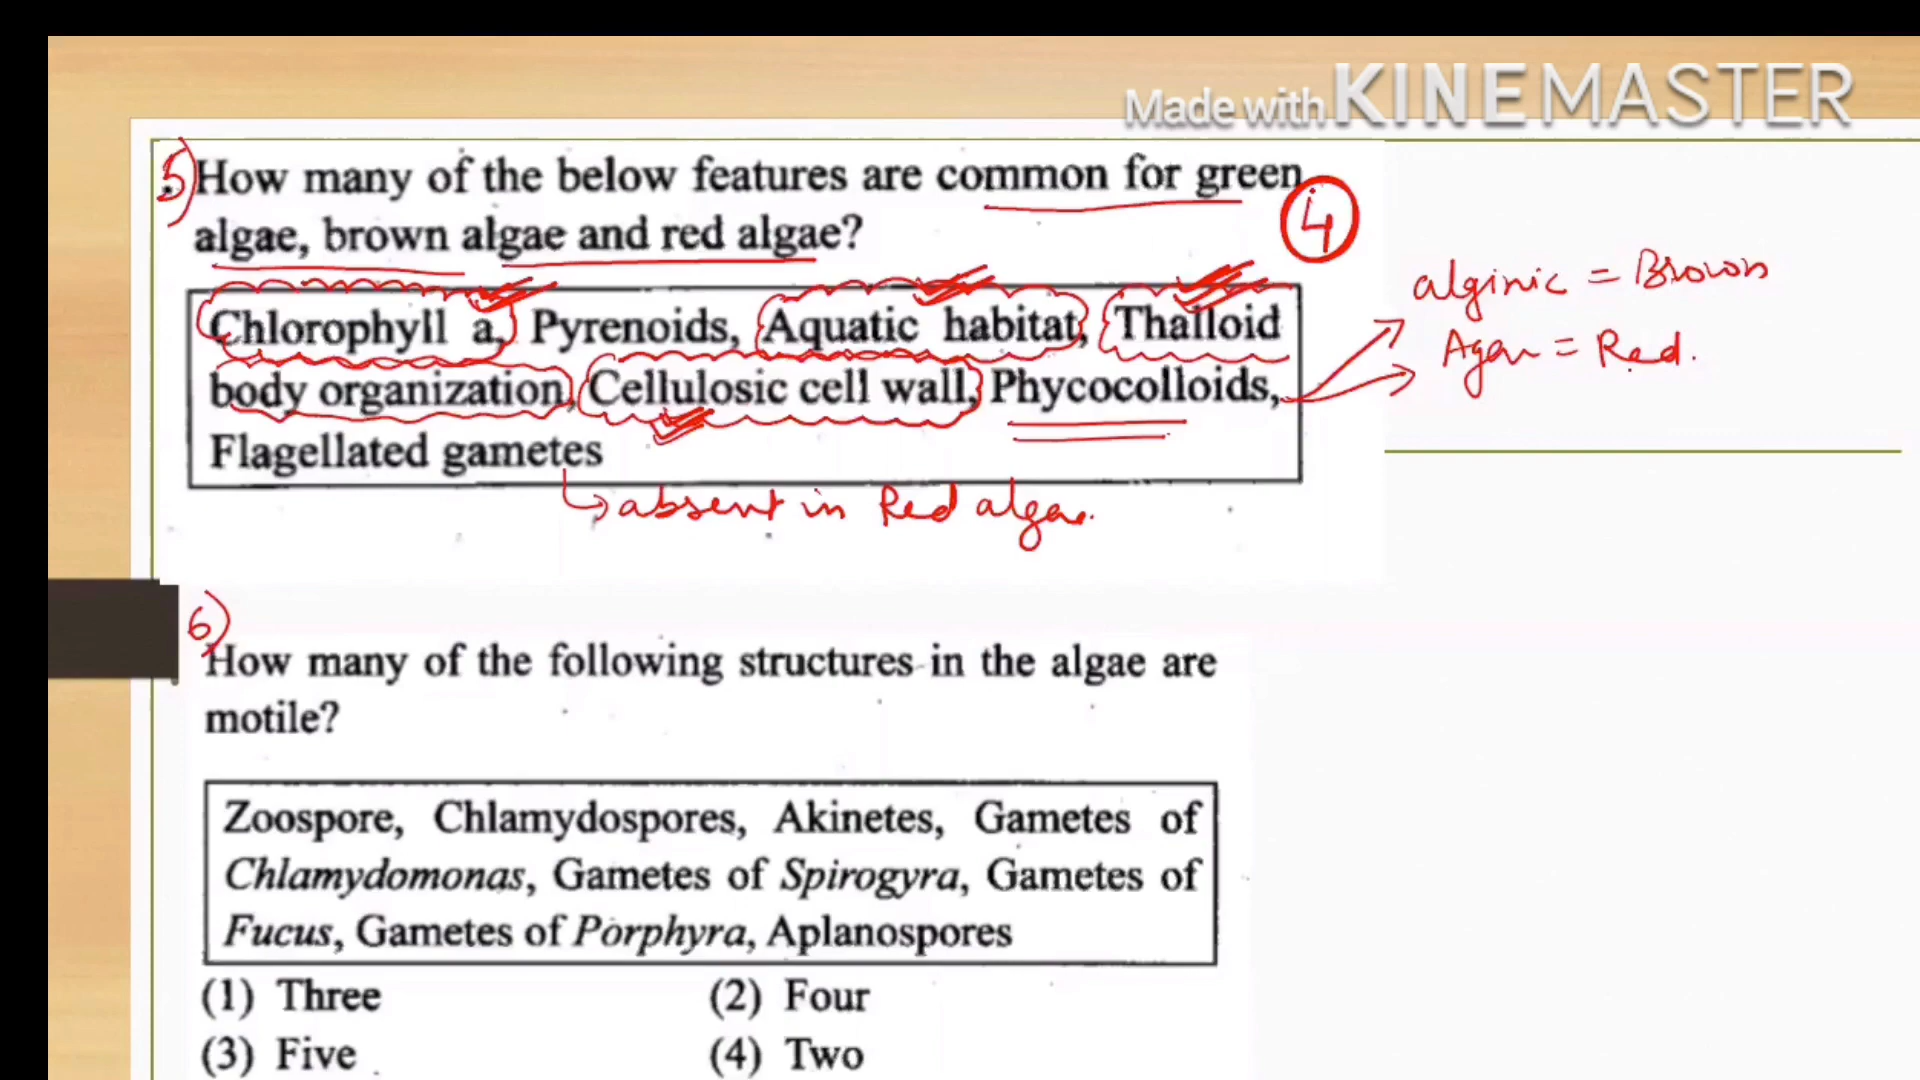 Made with KINEMASTER
5) How many of the below features are common for green
algae, brown algae and red algae?
4
Chlorophyll a, Pyrenoids, Aquatic habitat, Thalloid
body organization, Cellulosic cell wall, Phycocolloids,
Flagellated gametes
alginic = Brown
Agar = Red.
↳ absent in Red algae.
6)
How many of the following structures in the algae are
motile?
Zoospore, Chlamydospores, Akinetes, Gametes of
Chlamydomonas, Gametes of Spirogyra, Gametes of
Fucus, Gametes of Porphyra, Aplanospores
(1) Three (2) Four
(3) Five (4) Two